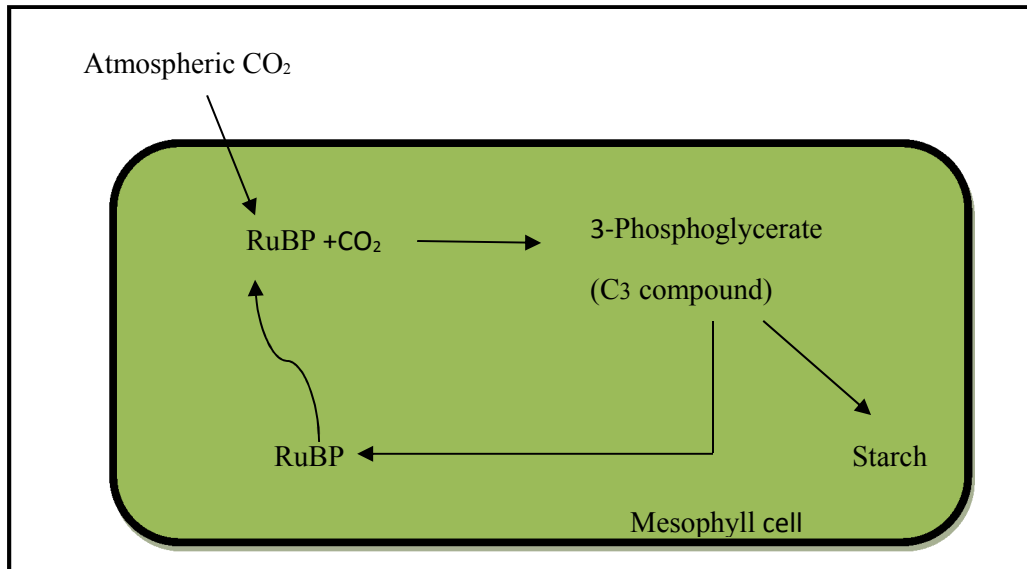 Atmospheric CO₂
RuBP +CO₂
3-Phosphoglycerate
(C3 compound)
RuBP
Starch
Mesophyll cell